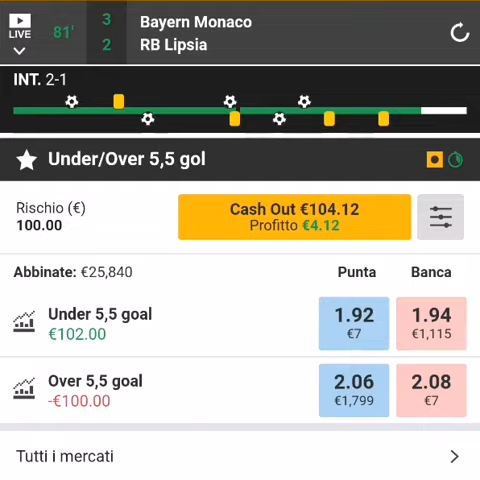 LIVE
81'
3
Bayern Monaco
2
RB Lipsia
INT. 2-1
Under/Over 5,5 gol
Rischio (€)
100.00
Cash Out €104.12
Profitto €4.12
Abbinate: €25,840
Punta
Banca
Under 5,5 goal
€102.00
1.92
€7
1.94
€1,115
Over 5,5 goal
-€100.00
2.06
€1,799
2.08
€7
Tutti i mercati